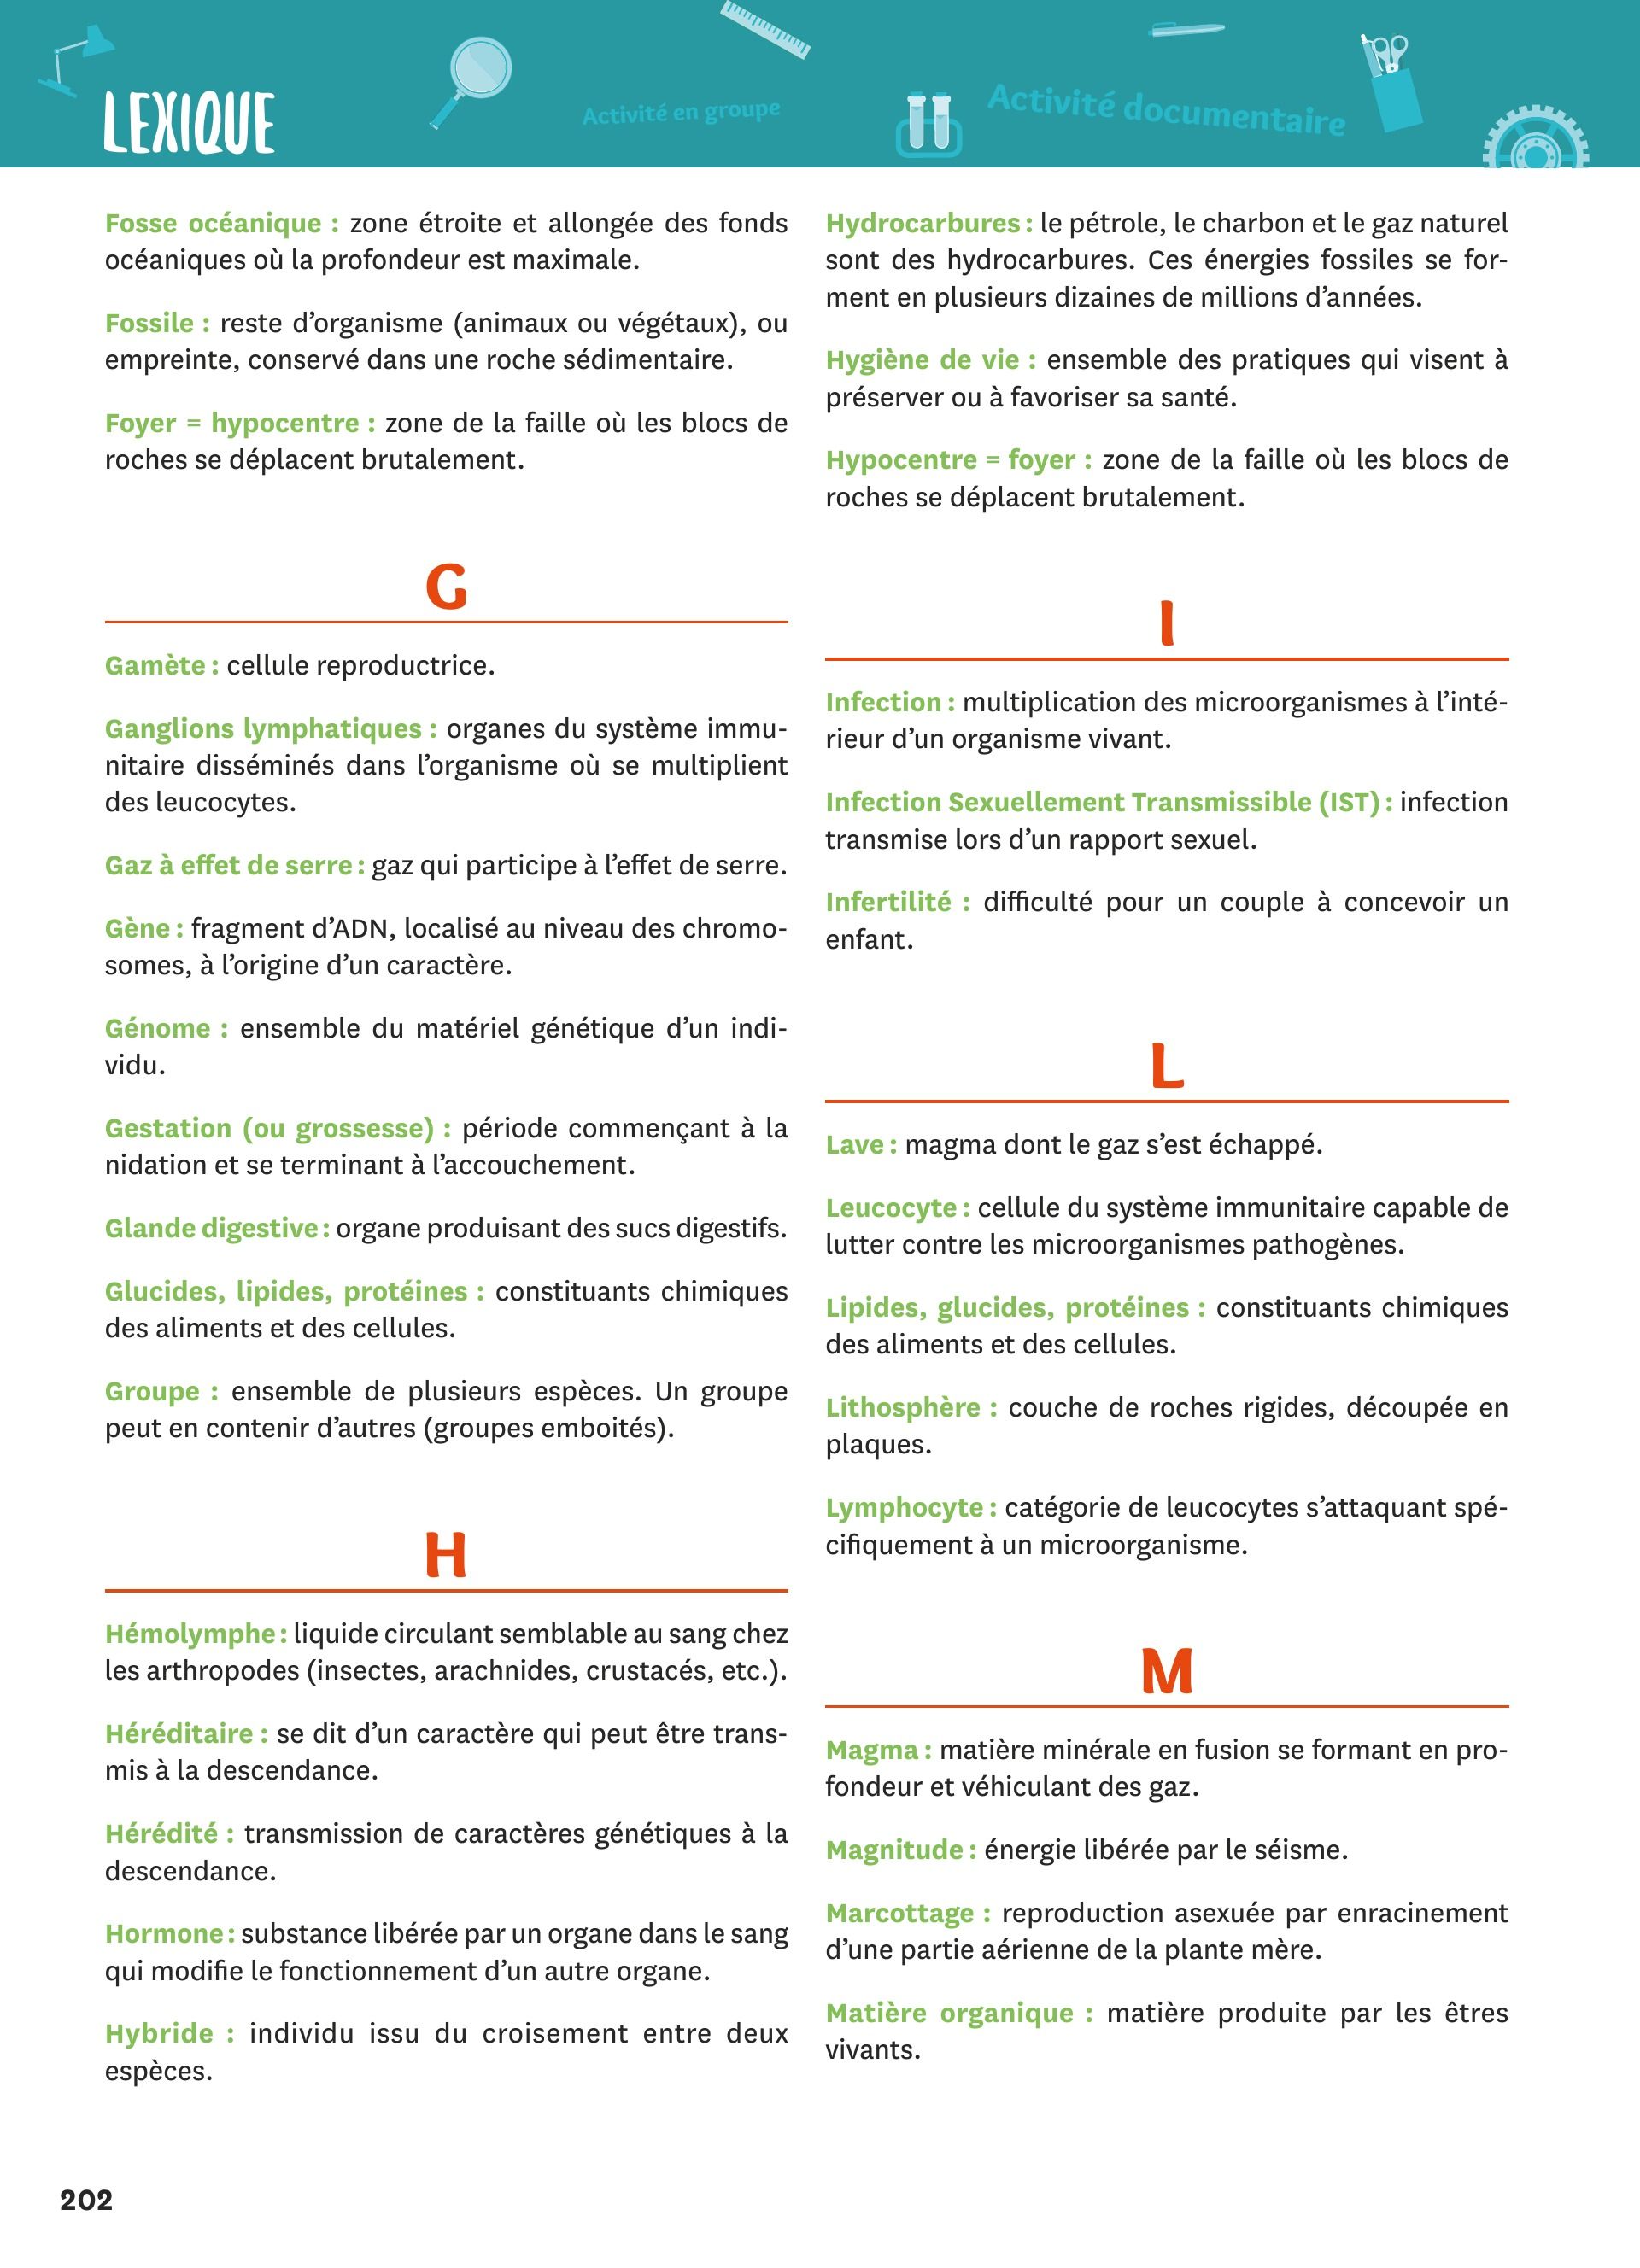 LEXIQUE
Activité en groupe
Activité documentaire
Fosse océanique : zone étroite et allongée des fonds
océaniques où la profondeur est maximale.
Fossile : reste d’organisme (animaux ou végétaux), ou
empreinte, conservé dans une roche sédimentaire.
Foyer = hypocentre : zone de la faille où les blocs de
roches se déplacent brutalement.
G
Gamète : cellule reproductrice.
Ganglions lymphatiques : organes du système immu-
nitaire disséminés dans l’organisme où se multiplient
des leucocytes.
Gaz à effet de serre : gaz qui participe à l’effet de serre.
Gène : fragment d’ADN, localisé au niveau des chromo-
somes, à l’origine d’un caractère.
Génome : ensemble du matériel génétique d’un indi-
vidu.
Gestation (ou grossesse) : période commençant à la
nidation et se terminant à l’accouchement.
Glande digestive : organe produisant des sucs digestifs.
Glucides, lipides, protéines : constituants chimiques
des aliments et des cellules.
Groupe : ensemble de plusieurs espèces. Un groupe
peut en contenir d’autres (groupes emboités).
H
Hémolymphe : liquide circulant semblable au sang chez
les arthropodes (insectes, arachnides, crustacés, etc.).
Héréditaire : se dit d’un caractère qui peut être trans-
mis à la descendance.
Hérédité : transmission de caractères génétiques à la
descendance.
Hormone : substance libérée par un organe dans le sang
qui modifie le fonctionnement d’un autre organe.
Hybride : individu issu du croisement entre deux
espèces.
Hydrocarbures : le pétrole, le charbon et le gaz naturel
sont des hydrocarbures. Ces énergies fossiles se for-
ment en plusieurs dizaines de millions d’années.
Hygiène de vie : ensemble des pratiques qui visent à
préserver ou à favoriser sa santé.
Hypocentre = foyer : zone de la faille où les blocs de
roches se déplacent brutalement.
I
Infection : multiplication des microorganismes à l’inté-
rieur d’un organisme vivant.
Infection Sexuellement Transmissible (IST) : infection
transmise lors d’un rapport sexuel.
Infertilité : difficulté pour un couple à concevoir un
enfant.
L
Lave : magma dont le gaz s’est échappé.
Leucocyte : cellule du système immunitaire capable de
lutter contre les microorganismes pathogènes.
Lipides, glucides, protéines : constituants chimiques
des aliments et des cellules.
Lithosphère : couche de roches rigides, découpée en
plaques.
Lymphocyte : catégorie de leucocytes s’attaquant spé-
cifiquement à un microorganisme.
M
Magma : matière minérale en fusion se formant en pro-
fondeur et véhiculant des gaz.
Magnitude : énergie libérée par le séisme.
Marcottage : reproduction asexuée par enracinement
d’une partie aérienne de la plante mère.
Matière organique : matière produite par les êtres
vivants.
202